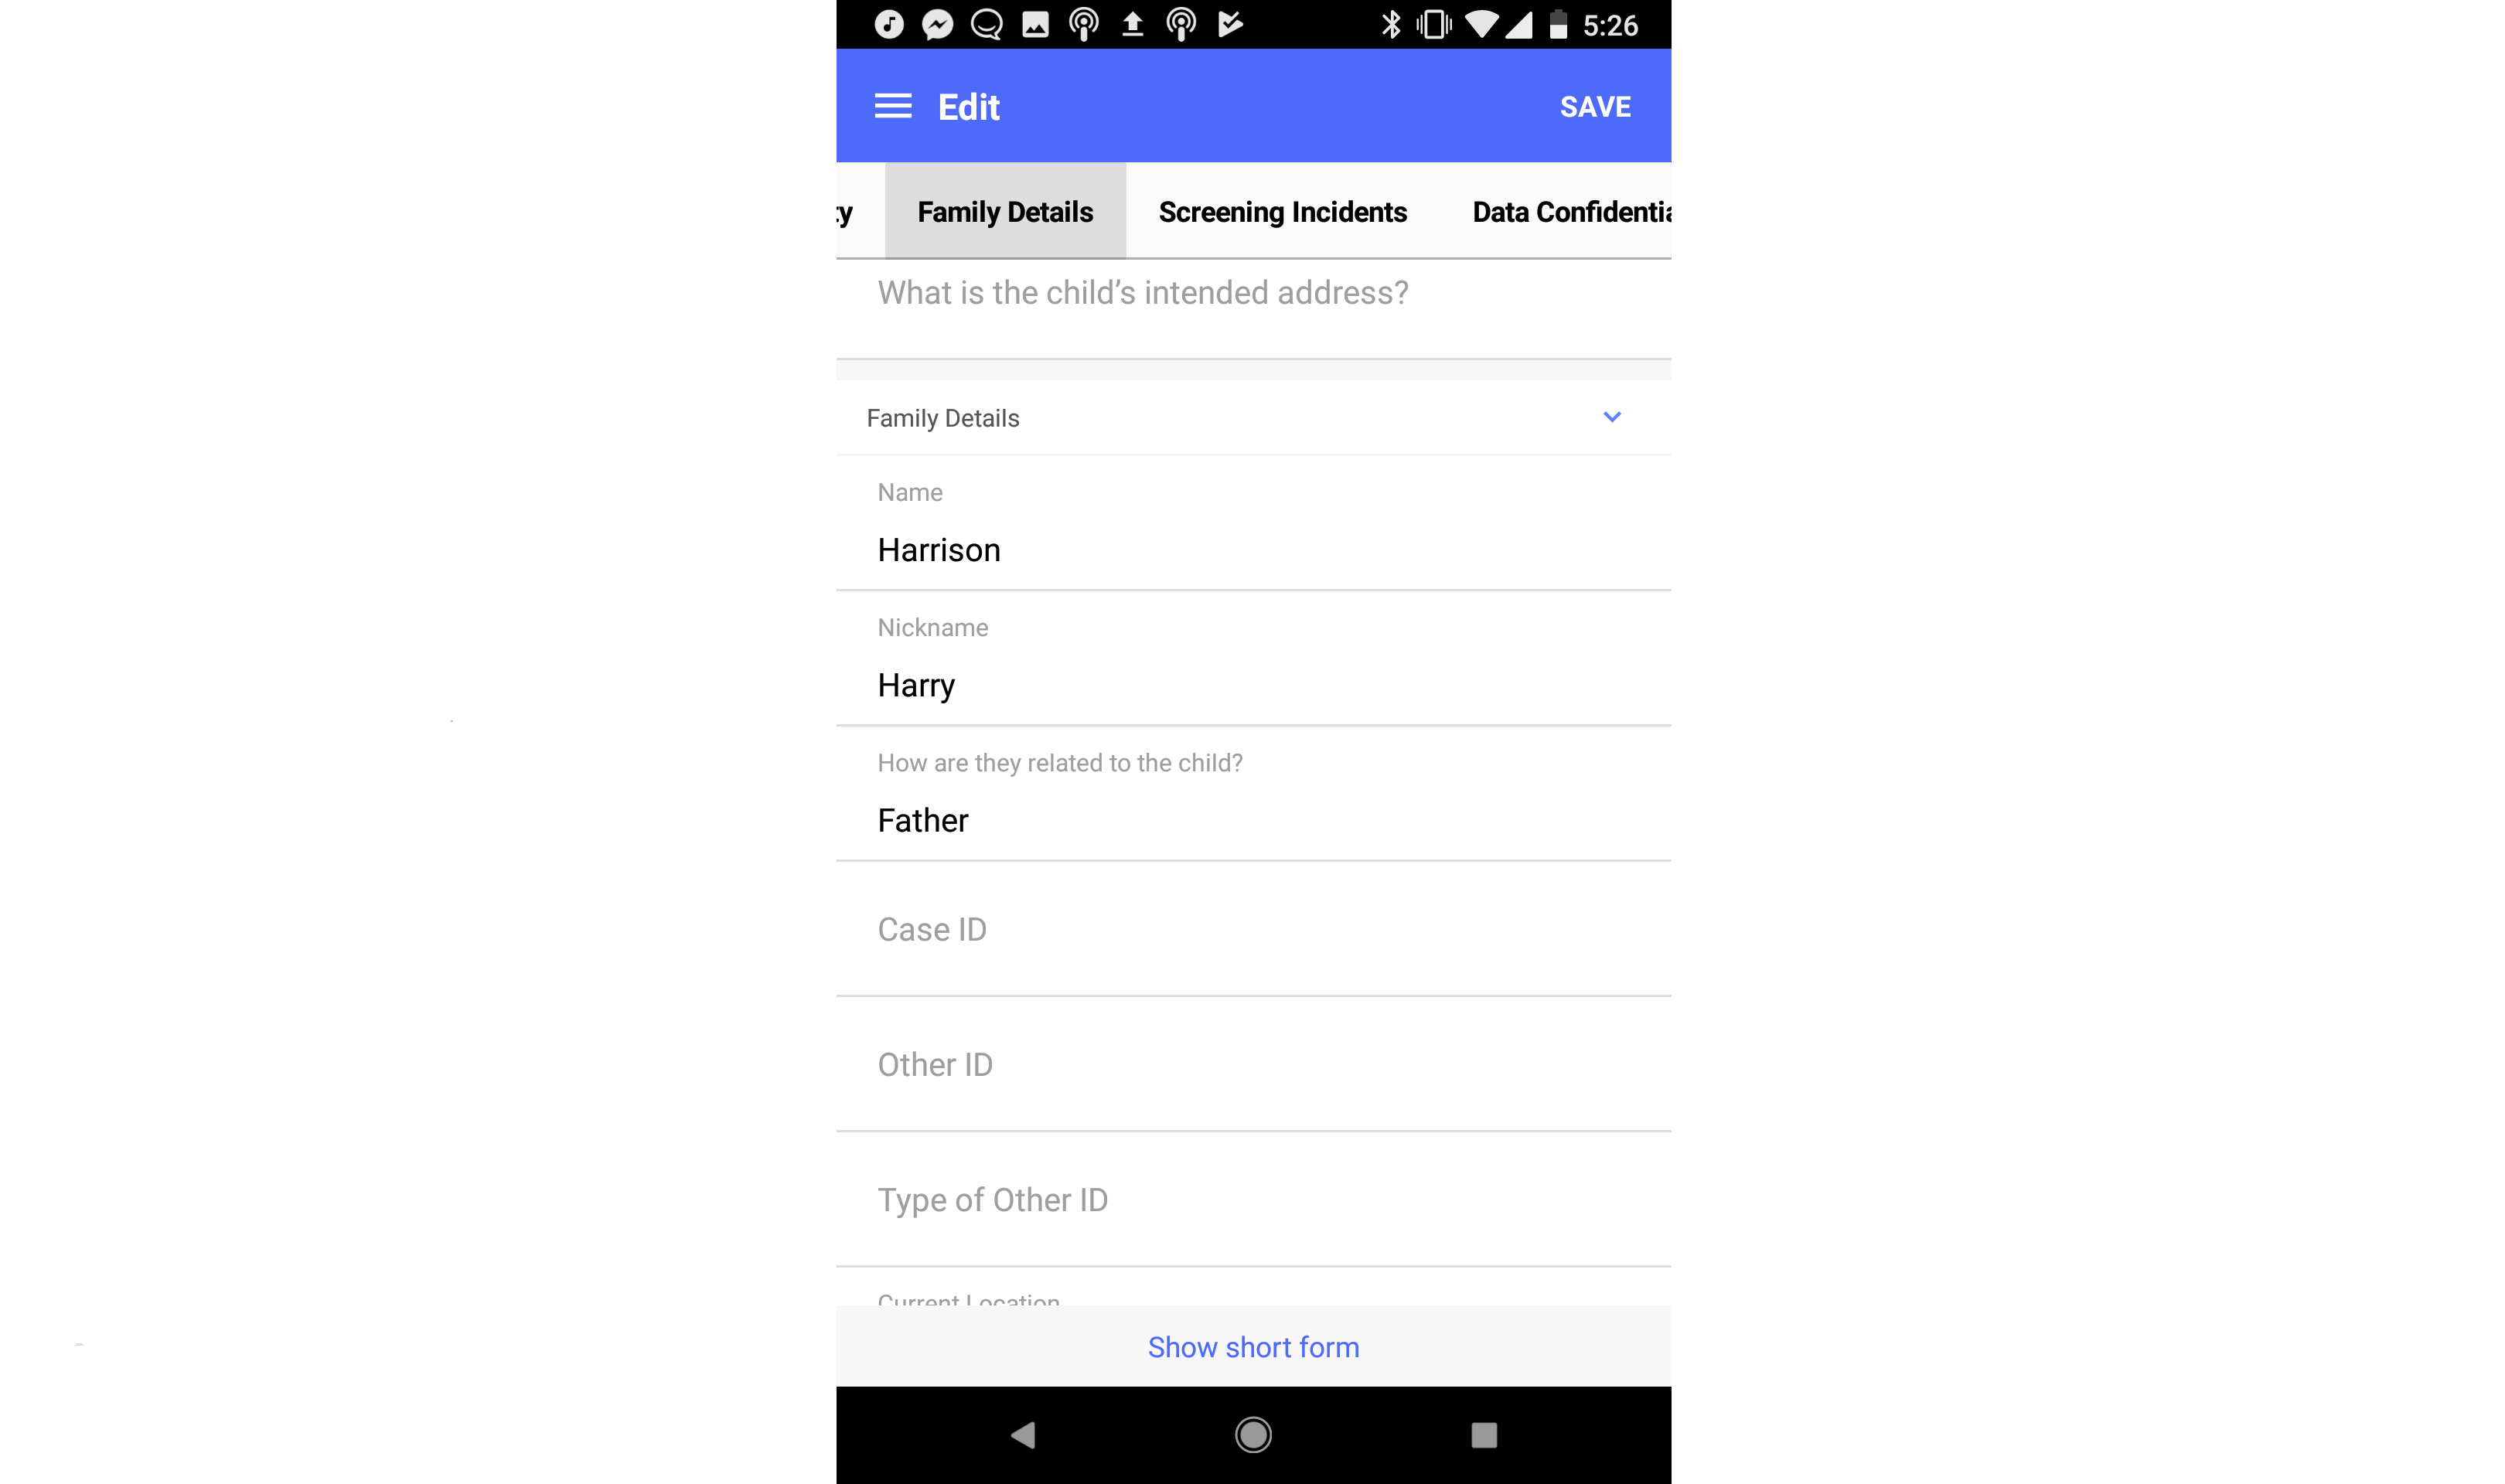 5:26
Edit
SAVE
Family Details
Screening Incidents
Data Confidentia
What is the child’s intended address?
Family Details
Name
Harrison
Nickname
Harry
How are they related to the child?
Father
Case ID
Other ID
Type of Other ID
Current Location
Show short form